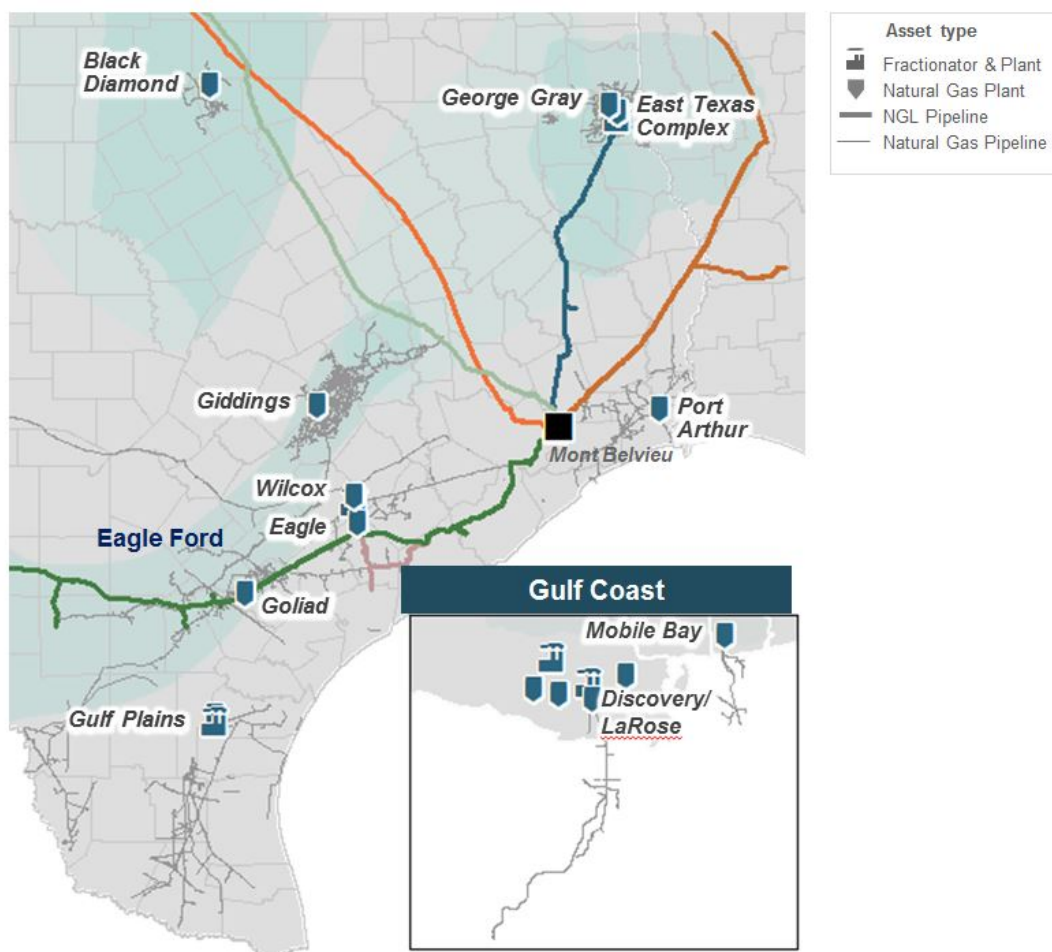 Asset type
Fractionator & Plant
Natural Gas Plant
NGL Pipeline
Natural Gas Pipeline
Black
Diamond
George Gray
East Texas
Complex
Giddings
Port
Arthur
Mont Belvieu
Wilcox
Eagle
Eagle Ford
Goliad
Gulf Plains
Gulf Coast
Mobile Bay
Discovery/
LaRose